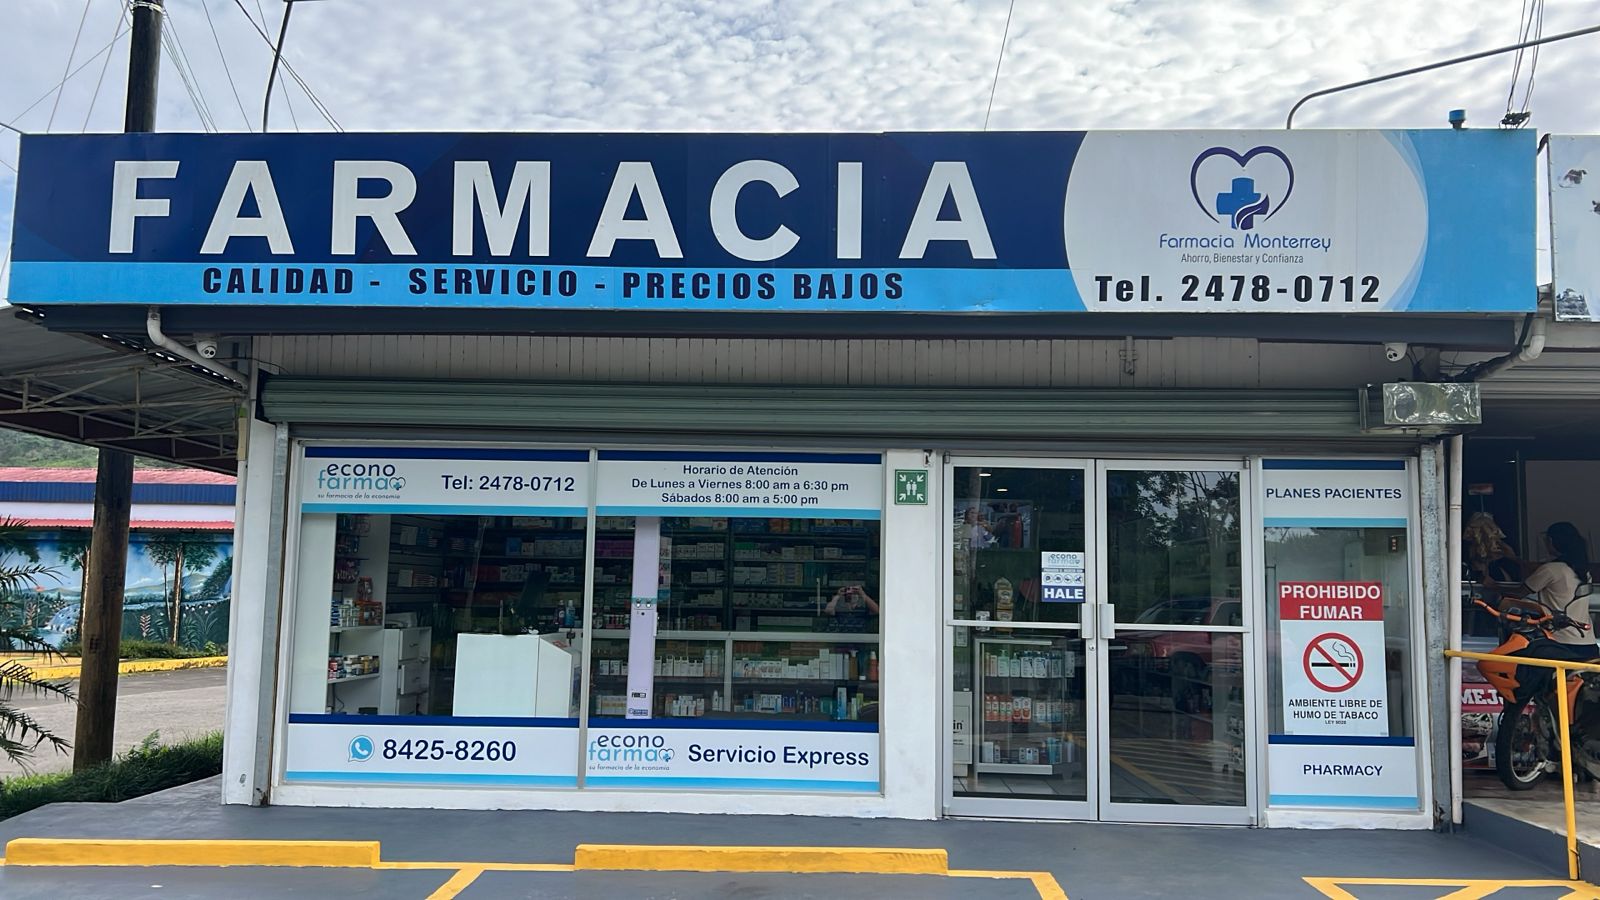 FARMACIA
CALIDAD - SERVICIO - PRECIOS BAJOS
Farmacia Monterrey
Ahorro, Bienestar y Confianza
Tel. 2478-0712
econo
farma
su farmacia de la economía
Tel: 2478-0712
Horario de Atención
De Lunes a Viernes 8:00 am a 6:30 pm
Sábados 8:00 am a 5:00 pm
PLANES PACIENTES
econo
farma
HALE
PROHIBIDO
FUMAR
AMBIENTE LIBRE DE
HUMO DE TABACO
LEY 9028
8425-8260
econo
farma
su farmacia de la economía
Servicio Express
PHARMACY